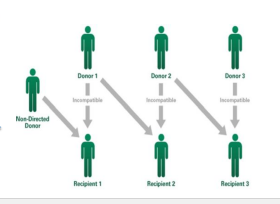 Donor 1
Donor 2
Donor 3
Incompatible
Incompatible
Incompatible
Non-Directed
Donor
Recipient 1
Recipient 2
Recipient 3